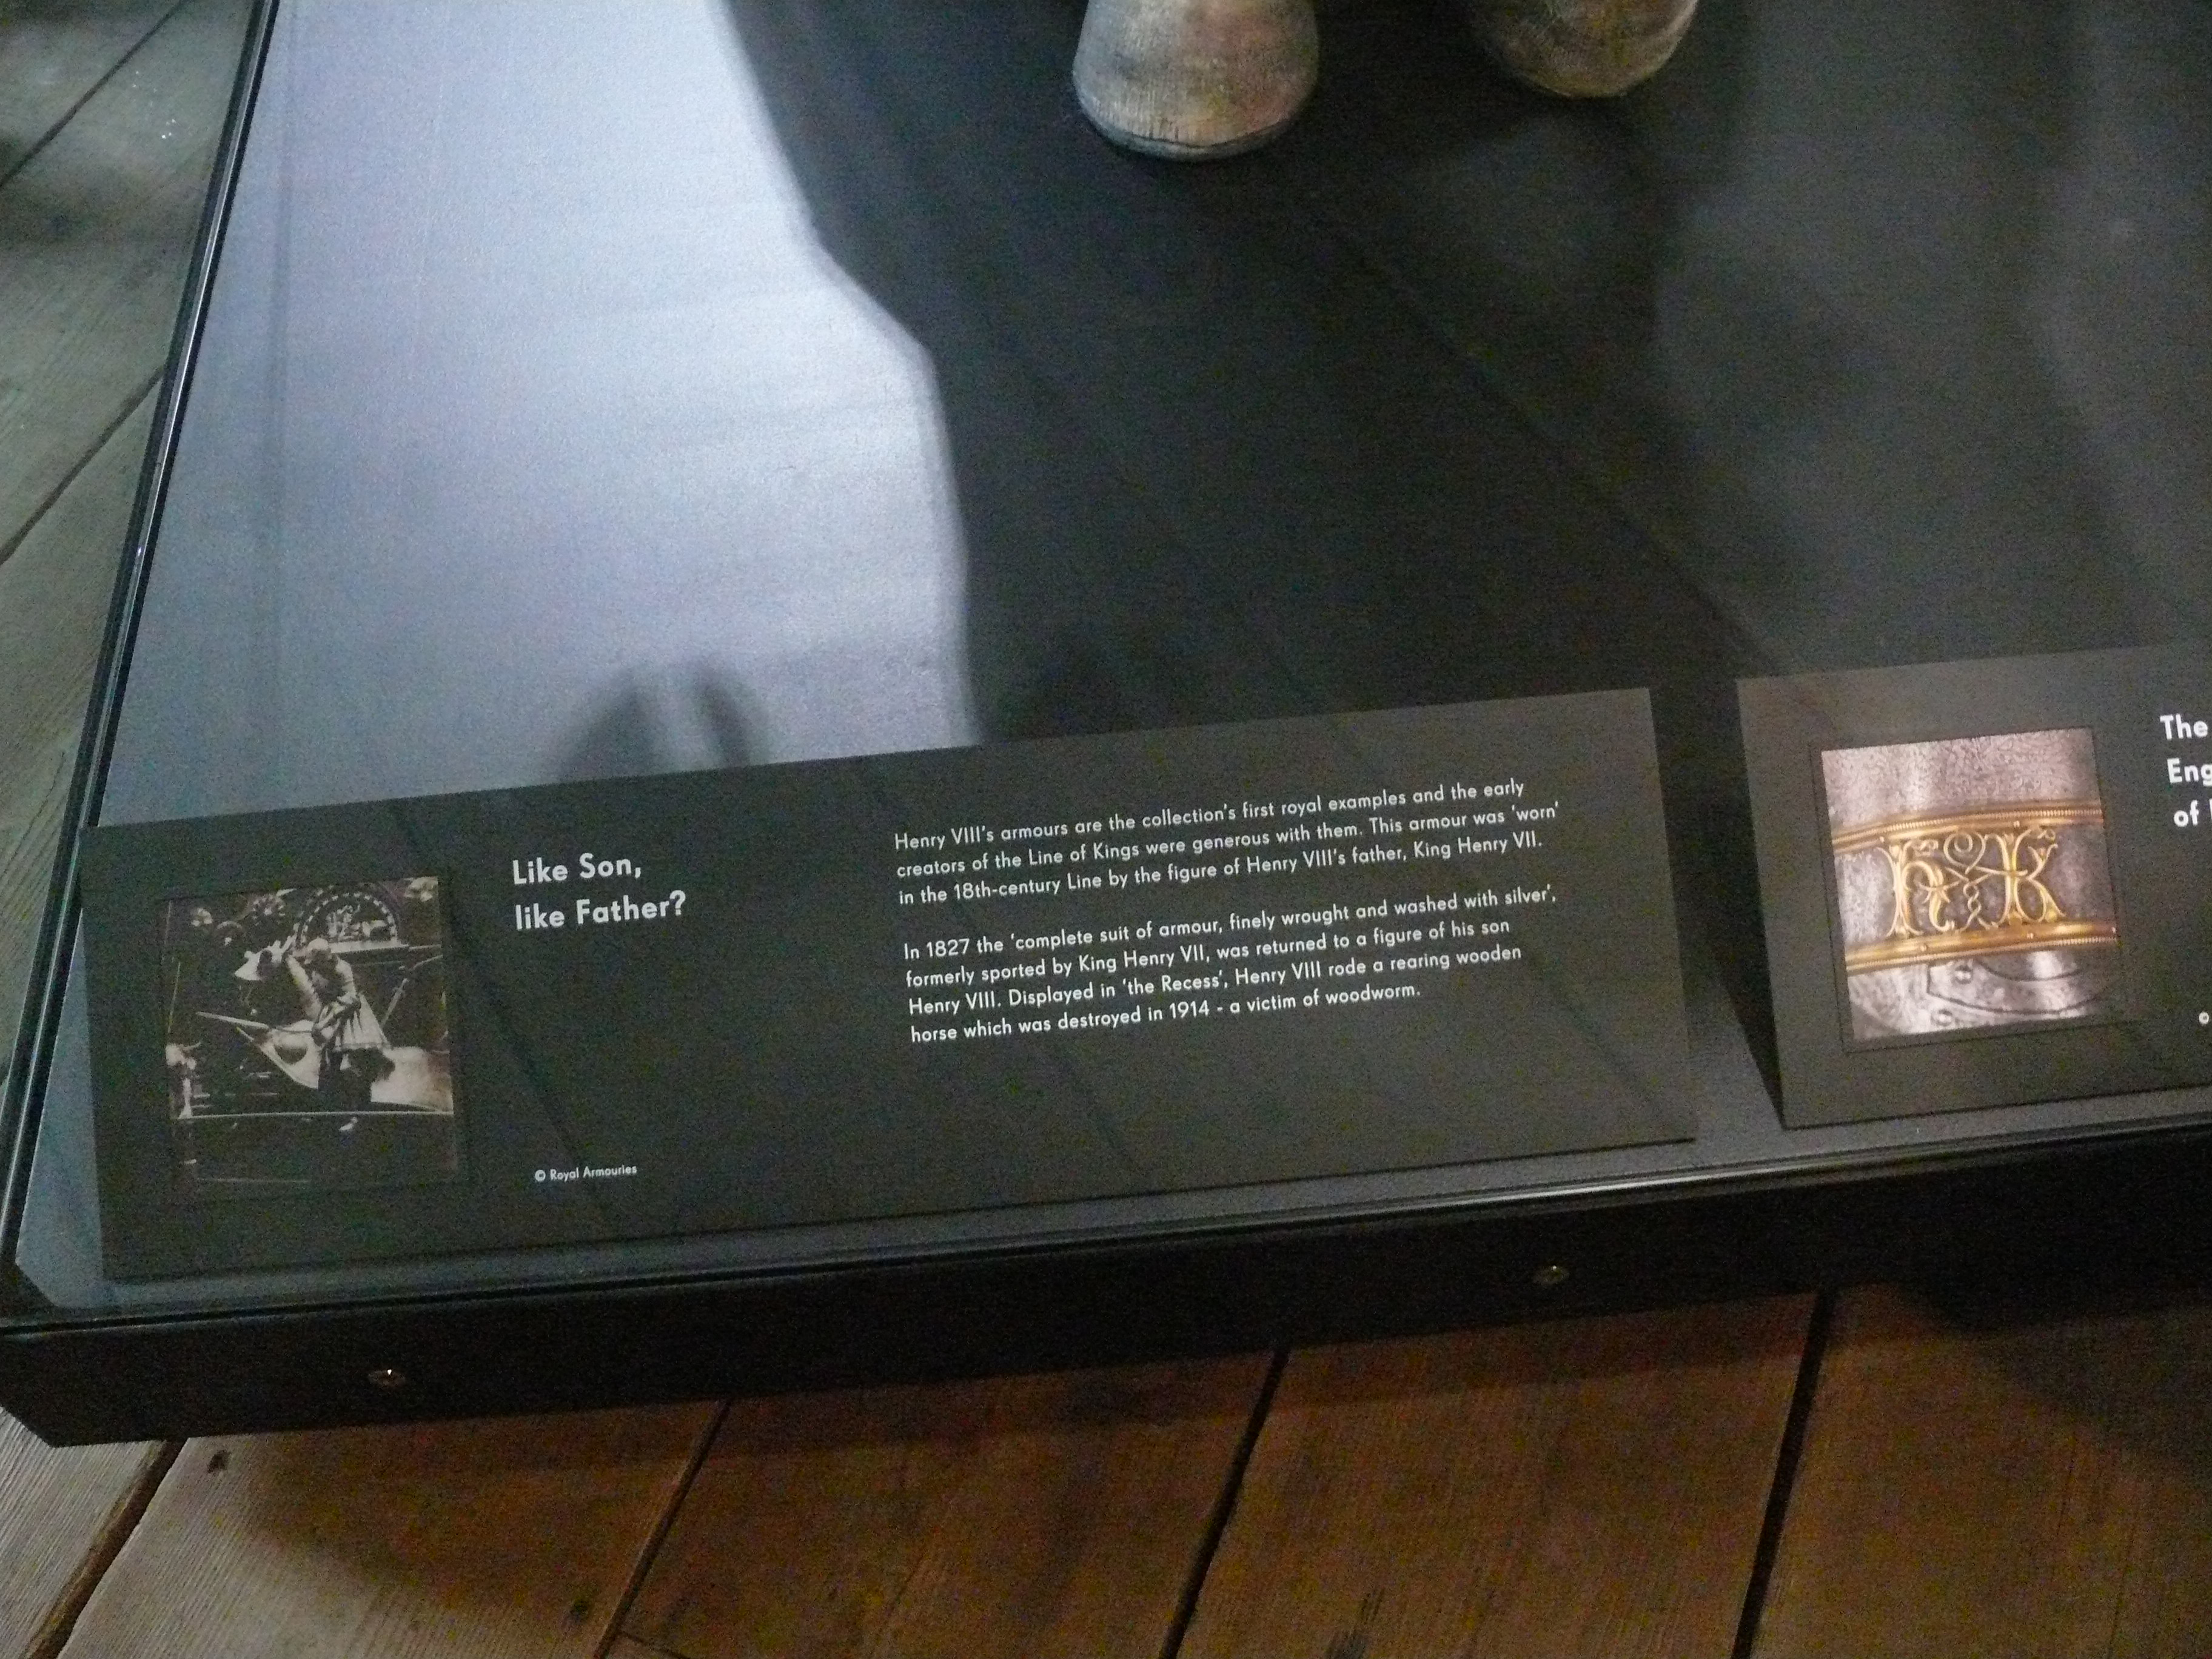 Like Son,
like Father?
© Royal Armouries
Henry VIII's armours are the collection's first royal examples and the early
creators of the Line of Kings were generous with them. This armour was 'worn'
in the 18th-century Line by the figure of Henry VIII's father, King Henry VII.
In 1827 the 'complete suit of armour, finely wrought and washed with silver',
formerly sported by King Henry VII, was returned to a figure of his son
Henry VIII. Displayed in 'the Recess', Henry VIII rode a rearing wooden
horse which was destroyed in 1914 - a victim of woodworm.
The
Eng
of
©